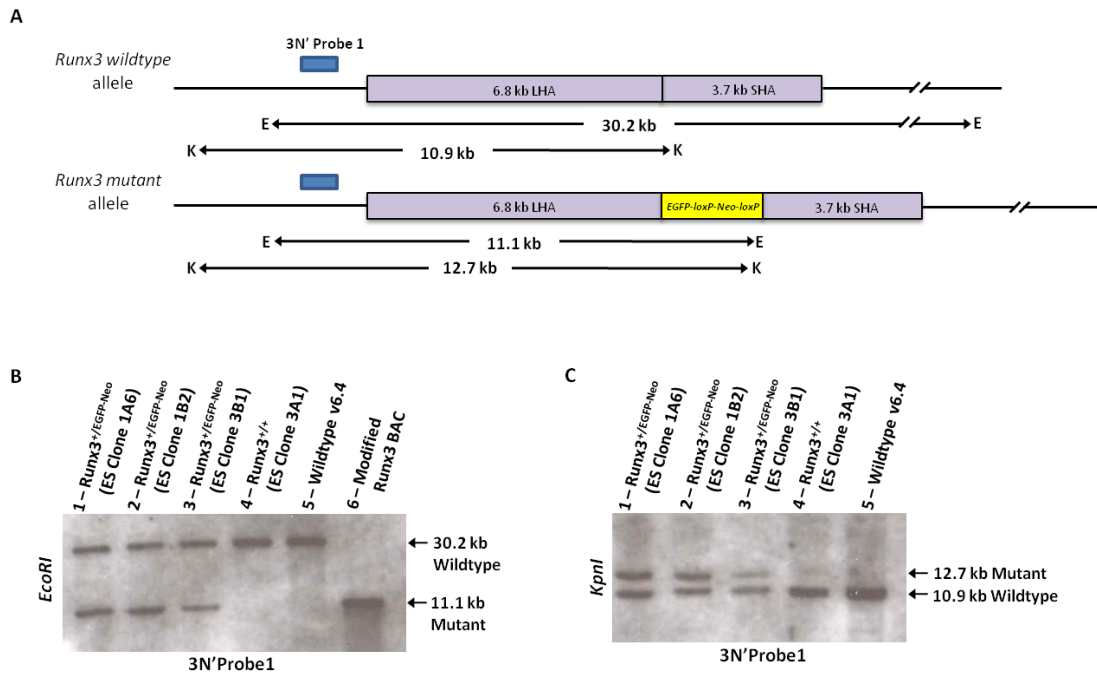 A
3N' Probe 1
Runx3 wildtype
allele
6.8 kb LHA
3.7 kb SHA
E
30.2 kb
E
K
10.9 kb
K
Runx3 mutant
allele
6.8 kb LHA
EGFP-loxP-Neo-loxP
3.7 kb SHA
E
11.1 kb
E
K
12.7 kb
K
B
1 – Runx3+/EGFP-Neo
(ES Clone 1A6)
2 – Runx3+/EGFP-Neo
(ES Clone 1B2)
3 – Runx3+/EGFP-Neo
(ES Clone 3B1)
4 – Runx3+/+
(ES Clone 3A1)
5 – Wildtype v6.4
6 – Modified
Runx3 BAC
EcoRI
30.2 kb
Wildtype
11.1 kb
Mutant
3N'Probe1
C
1 – Runx3+/EGFP-Neo
(ES Clone 1A6)
2 – Runx3+/EGFP-Neo
(ES Clone 1B2)
3 – Runx3+/EGFP-Neo
(ES Clone 3B1)
4 – Runx3+/+
(ES Clone 3A1)
5 – Wildtype v6.4
KpnI
12.7 kb Mutant
10.9 kb Wildtype
3N'Probe1